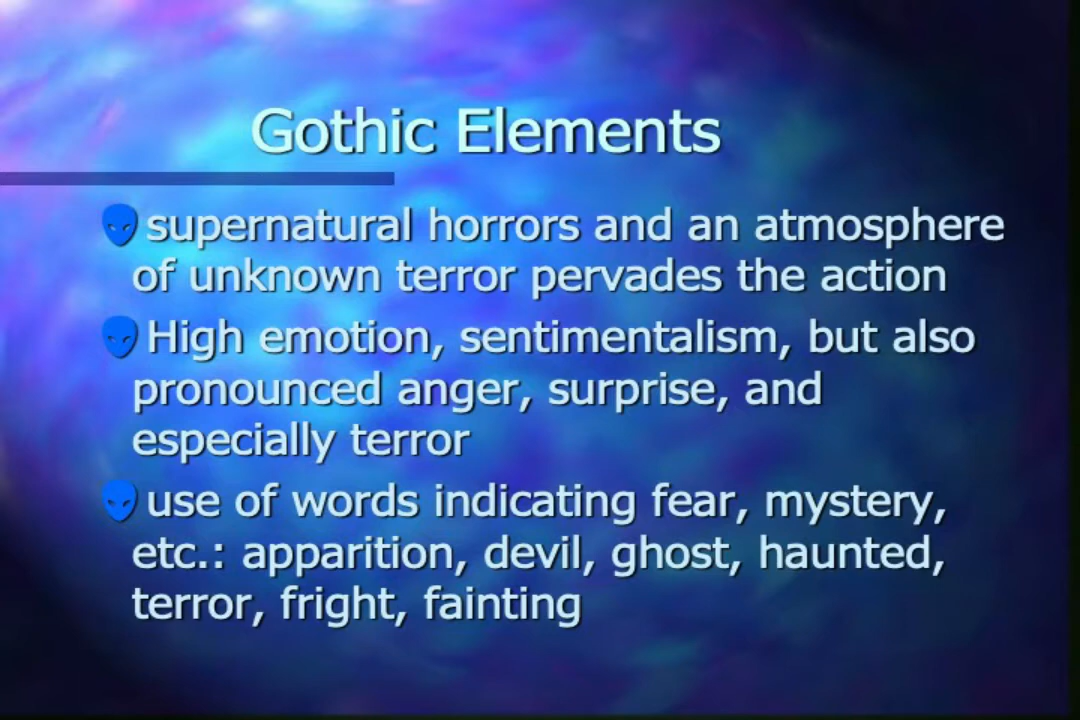 Gothic Elements
supernatural horrors and an atmosphere
of unknown terror pervades the action
High emotion, sentimentalism, but also
pronounced anger, surprise, and
especially terror
use of words indicating fear, mystery,
etc.: apparition, devil, ghost, haunted,
terror, fright, fainting